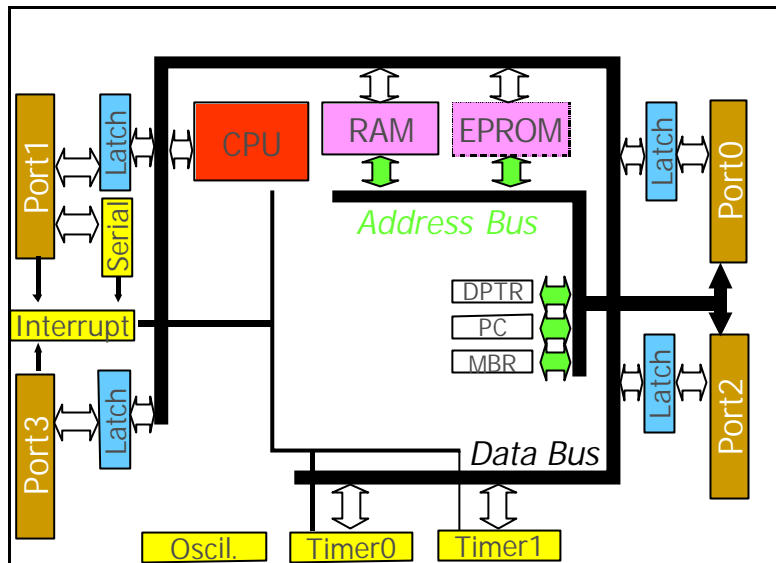 Port1
Latch
CPU
RAM
EPROM
Latch
Port0
Serial
Address Bus
Interrupt
DPTR
PC
MBR
Port3
Latch
Latch
Port2
Data Bus
Oscil.
Timer0
Timer1